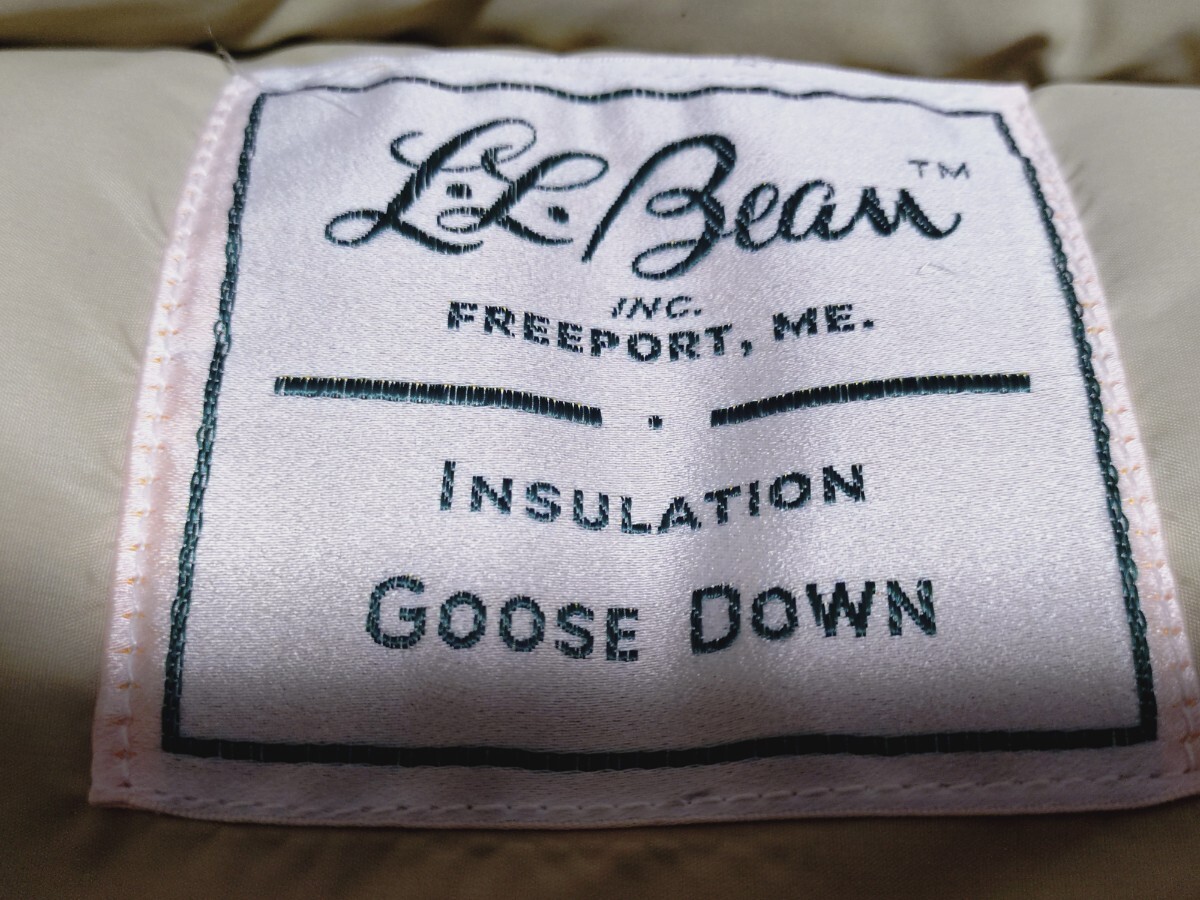 L.L.Bean™
INC.
FREEPORT, ME.
INSULATION
GOOSE DOWN